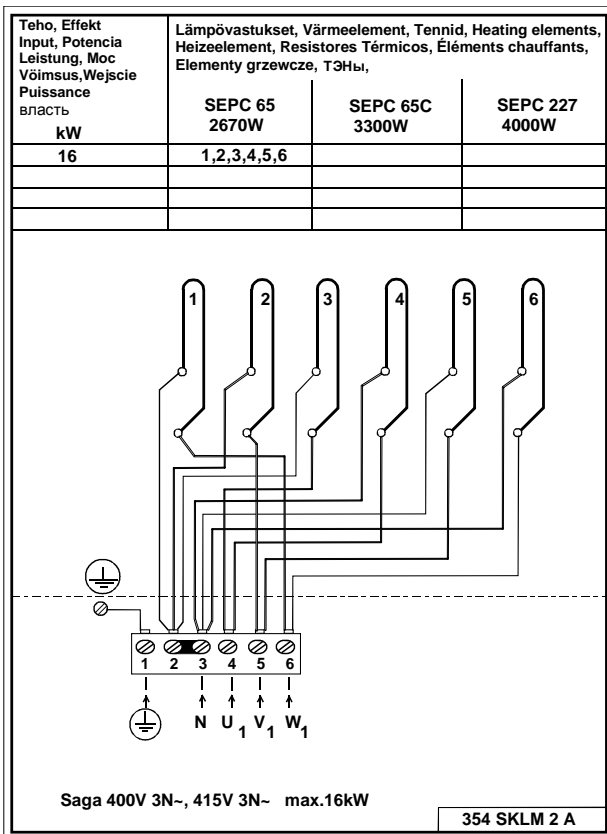 Teho, Effekt
Input, Potencia
Leistung, Moc
Vöimsus,Wejscie
Puissance
власть
kW
Lämpövastukset, Värmeelement, Tennid, Heating elements,
Heizeelement, Resistores Térmicos, Éléments chauffants,
Elementy grzewcze, ТЭНы,
SEPC 65
2670W
SEPC 65C
3300W
SEPC 227
4000W
16
1,2,3,4,5,6
1 2 3 4 5 6
1 2 3 4 5 6
N U1 V1 W1
Saga 400V 3N~, 415V 3N~ max.16kW
354 SKLM 2 A